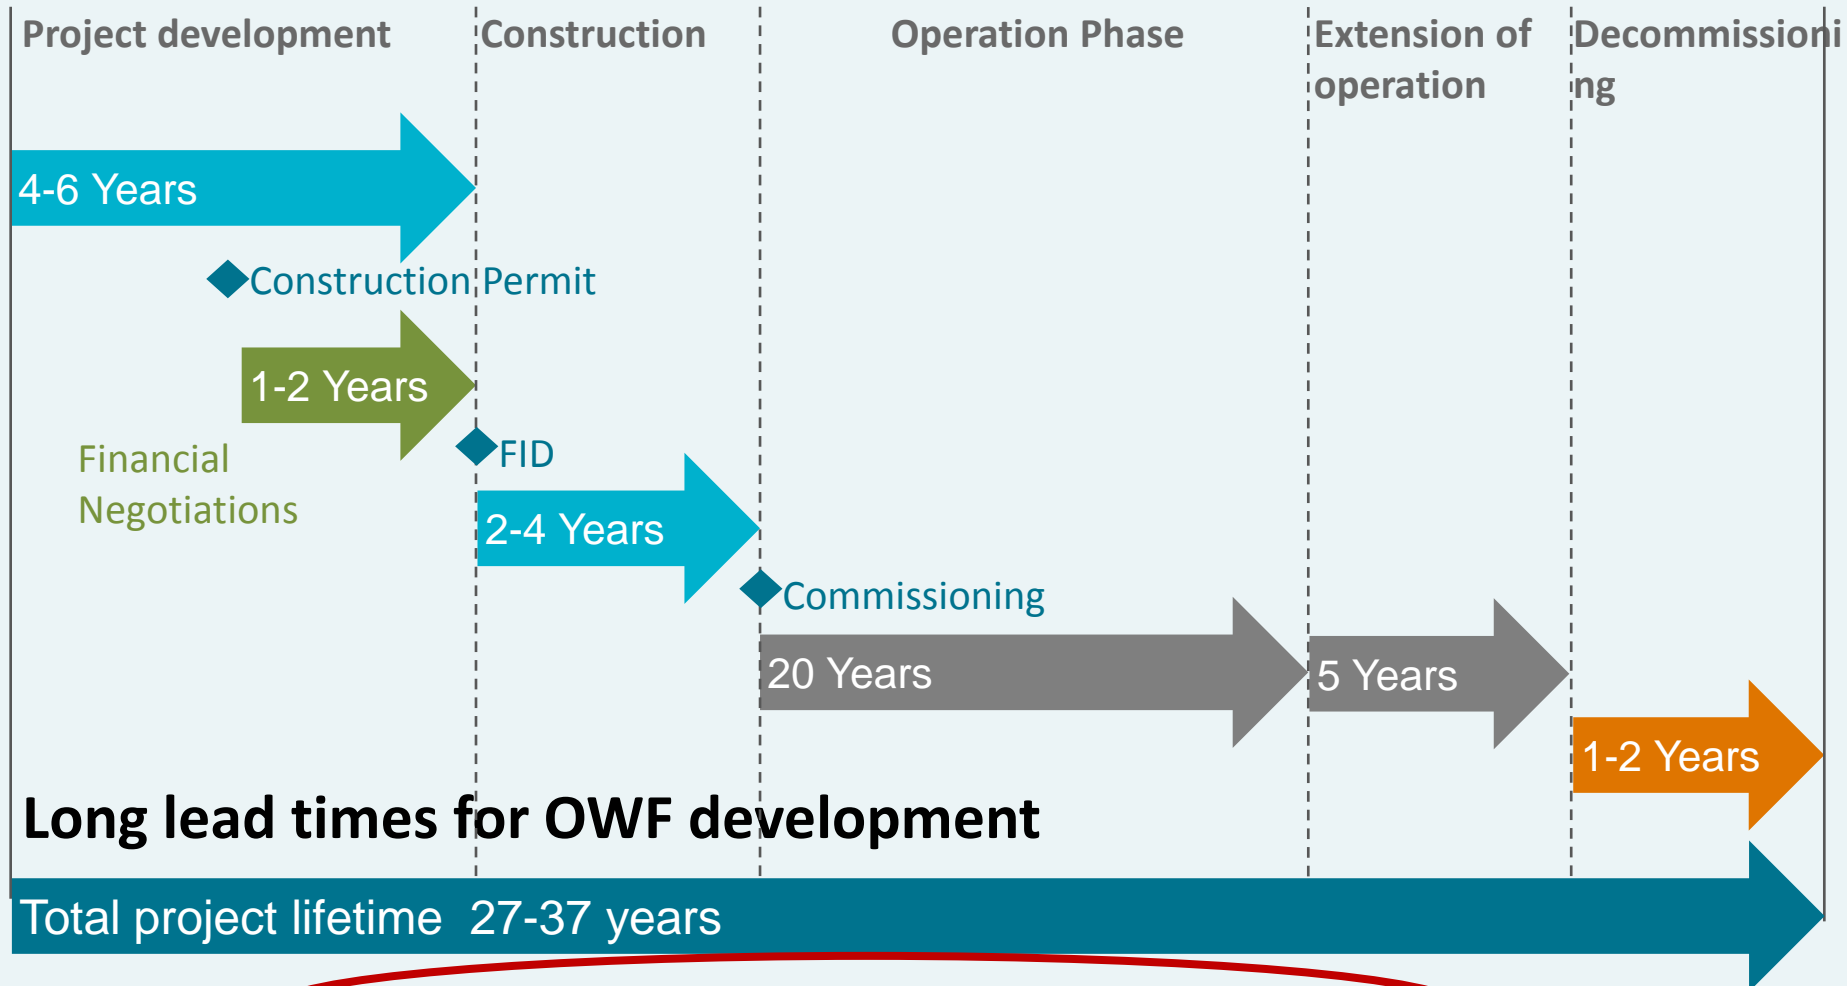 Project development
Construction
Operation Phase
Extension of
operation
Decommissioni
ng
4-6 Years
Construction Permit
1-2 Years
Financial
Negotiations
FID
2-4 Years
Commissioning
20 Years
5 Years
1-2 Years
Long lead times for OWF development
Total project lifetime 27-37 years